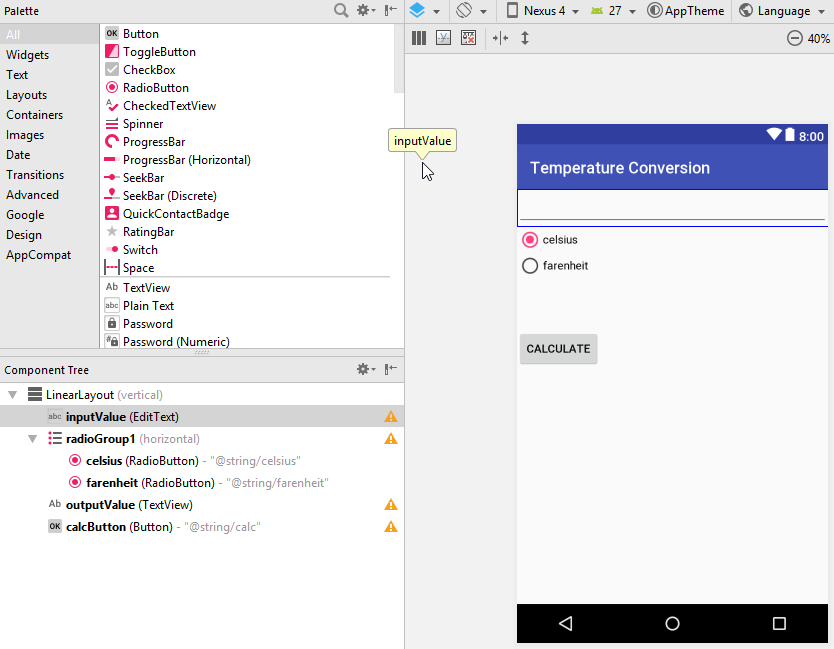 Palette
All
Widgets
Text
Layouts
Containers
Images
Date
Transitions
Advanced
Google
Design
AppCompat
OK Button
ToggleButton
CheckBox
RadioButton
CheckedTextView
Spinner
ProgressBar
ProgressBar (Horizontal)
SeekBar
SeekBar (Discrete)
QuickContactBadge
RatingBar
Switch
Space
Ab TextView
abc Plain Text
Password
Password (Numeric)
Component Tree
LinearLayout (vertical)
abc inputValue (EditText)
radioGroup1 (horizontal)
celsius (RadioButton) - "@string/celsius"
farenheit (RadioButton) - "@string/farenheit"
Ab outputValue (TextView)
OK calcButton (Button) - "@string/calc"
Nexus 4 27 AppTheme Language
40%
inputValue
8:00
Temperature Conversion
celsius
farenheit
CALCULATE